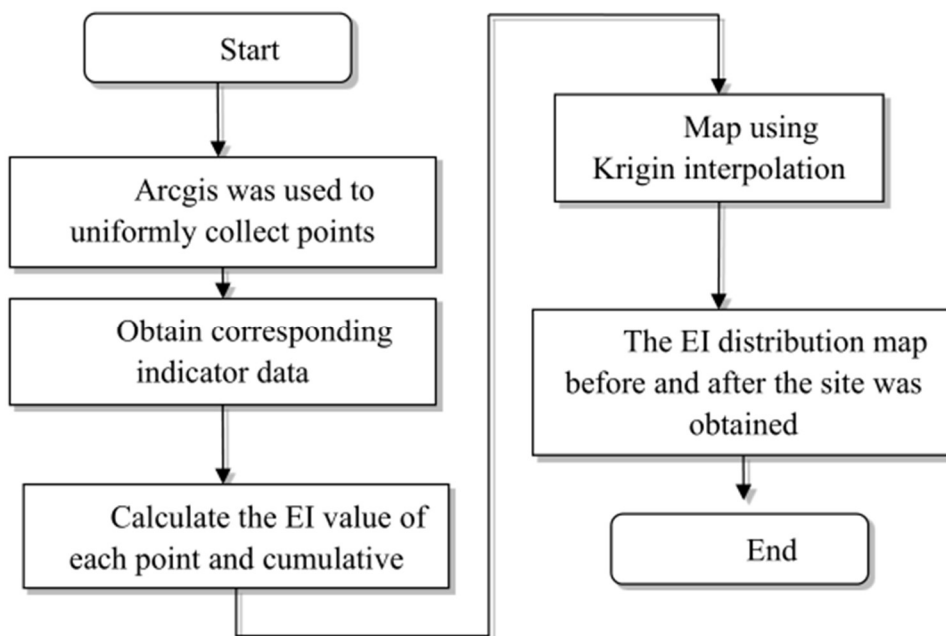 Start
Arcgis was used to
uniformly collect points
Obtain corresponding
indicator data
Calculate the EI value of
each point and cumulative
Map using
Krigin interpolation
The EI distribution map
before and after the site was
obtained
End